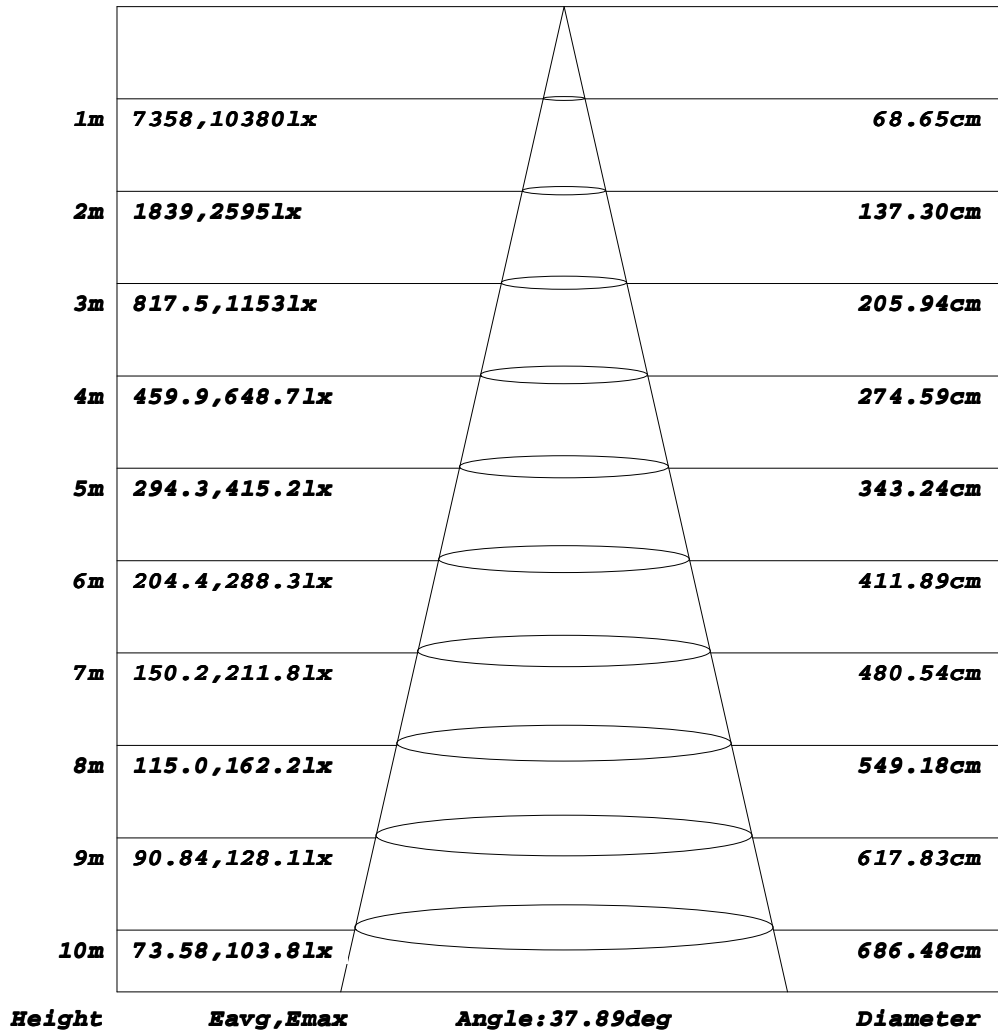 1m 7358,10380lx 68.65cm
2m 1839,2595lx 137.30cm
3m 817.5,1153lx 205.94cm
4m 459.9,648.7lx 274.59cm
5m 294.3,415.2lx 343.24cm
6m 204.4,288.3lx 411.89cm
7m 150.2,211.8lx 480.54cm
8m 115.0,162.2lx 549.18cm
9m 90.84,128.1lx 617.83cm
10m 73.58,103.8lx 686.48cm
Height Eavg,Emax Angle:37.89deg Diameter